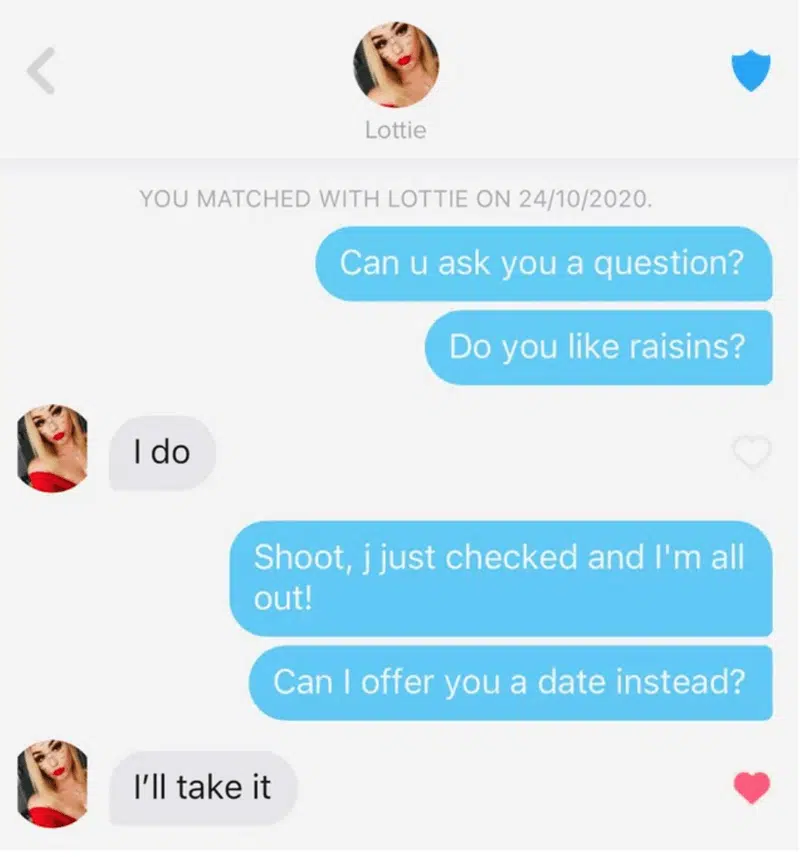 Lottie
YOU MATCHED WITH LOTTIE ON 24/10/2020.
Can u ask you a question?
Do you like raisins?
I do
Shoot, j just checked and I'm all
out!
Can I offer you a date instead?
I’ll take it